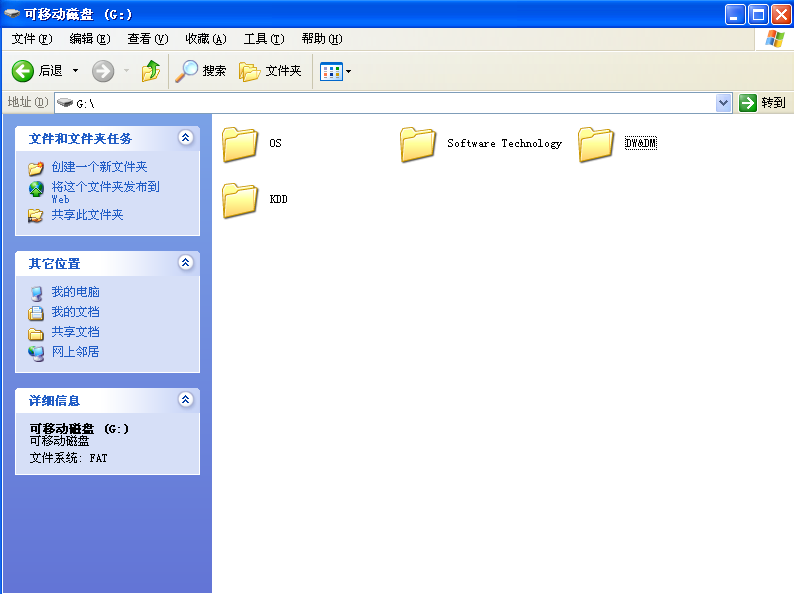 可移动磁盘 (G:)
文件(F) 编辑(E) 查看(V) 收藏(A) 工具(T) 帮助(H)
后退 搜索 文件夹
地址(D) G:\ 转到
文件和文件夹任务
创建一个新文件夹
将这个文件夹发布到
Web
共享此文件夹
其它位置
我的电脑
我的文档
共享文档
网上邻居
详细信息
可移动磁盘 (G:)
可移动磁盘
文件系统: FAT
OS
Software Technology
DW&DM
KDD